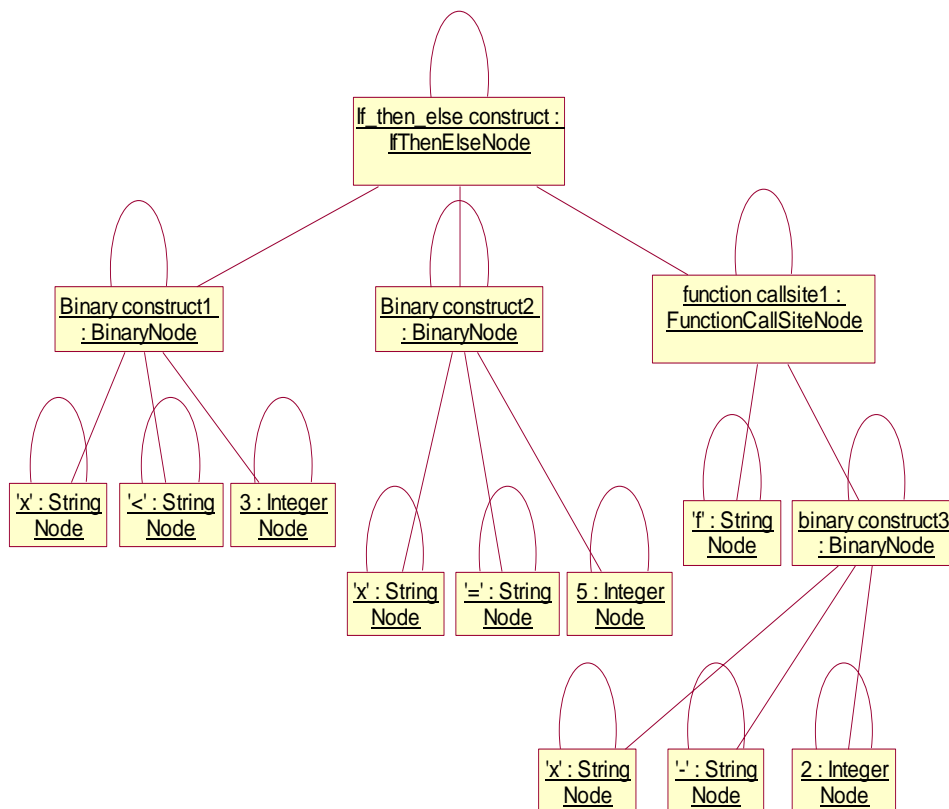 If_then_else construct :
IfThenElseNode
Binary construct1
: BinaryNode
Binary construct2
: BinaryNode
function callsite1 :
FunctionCallSiteNode
'x' : String
Node
'<' : String
Node
3 : Integer
Node
'f' : String
Node
binary construct3
: BinaryNode
'x' : String
Node
'=' : String
Node
5 : Integer
Node
'x' : String
Node
'-' : String
Node
2 : Integer
Node